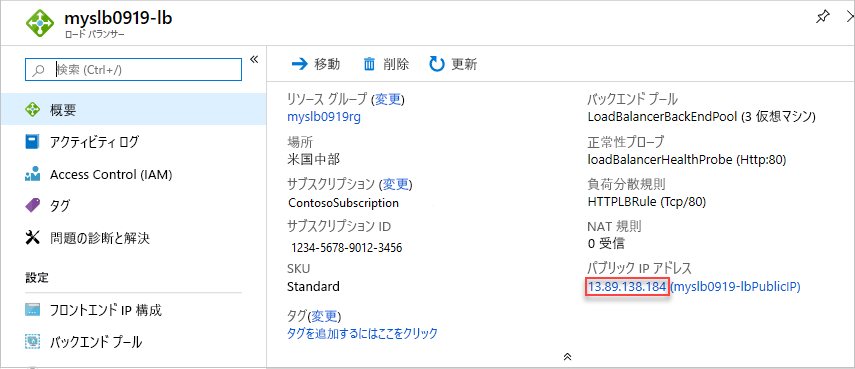 myslb0919-lb
ロード バランサー
検索 (Ctrl+/)
概要
アクティビティ ログ
Access Control (IAM)
タグ
問題の診断と解決
設定
フロントエンド IP 構成
バックエンド プール
移動 削除 更新
リソース グループ (変更)
myslb0919rg
場所
米国中部
サブスクリプション (変更)
ContosoSubscription
サブスクリプション ID
1234-5678-9012-3456
SKU
Standard
タグ(変更)
タグを追加するにはここをクリック
バックエンド プール
LoadBalancerBackEndPool (3 仮想マシン)
正常性プローブ
loadBalancerHealthProbe (Http:80)
負荷分散規則
HTTPLBRule (Tcp/80)
NAT 規則
0 受信
パブリック IP アドレス
13.89.138.184 (myslb0919-lbPublicIP)